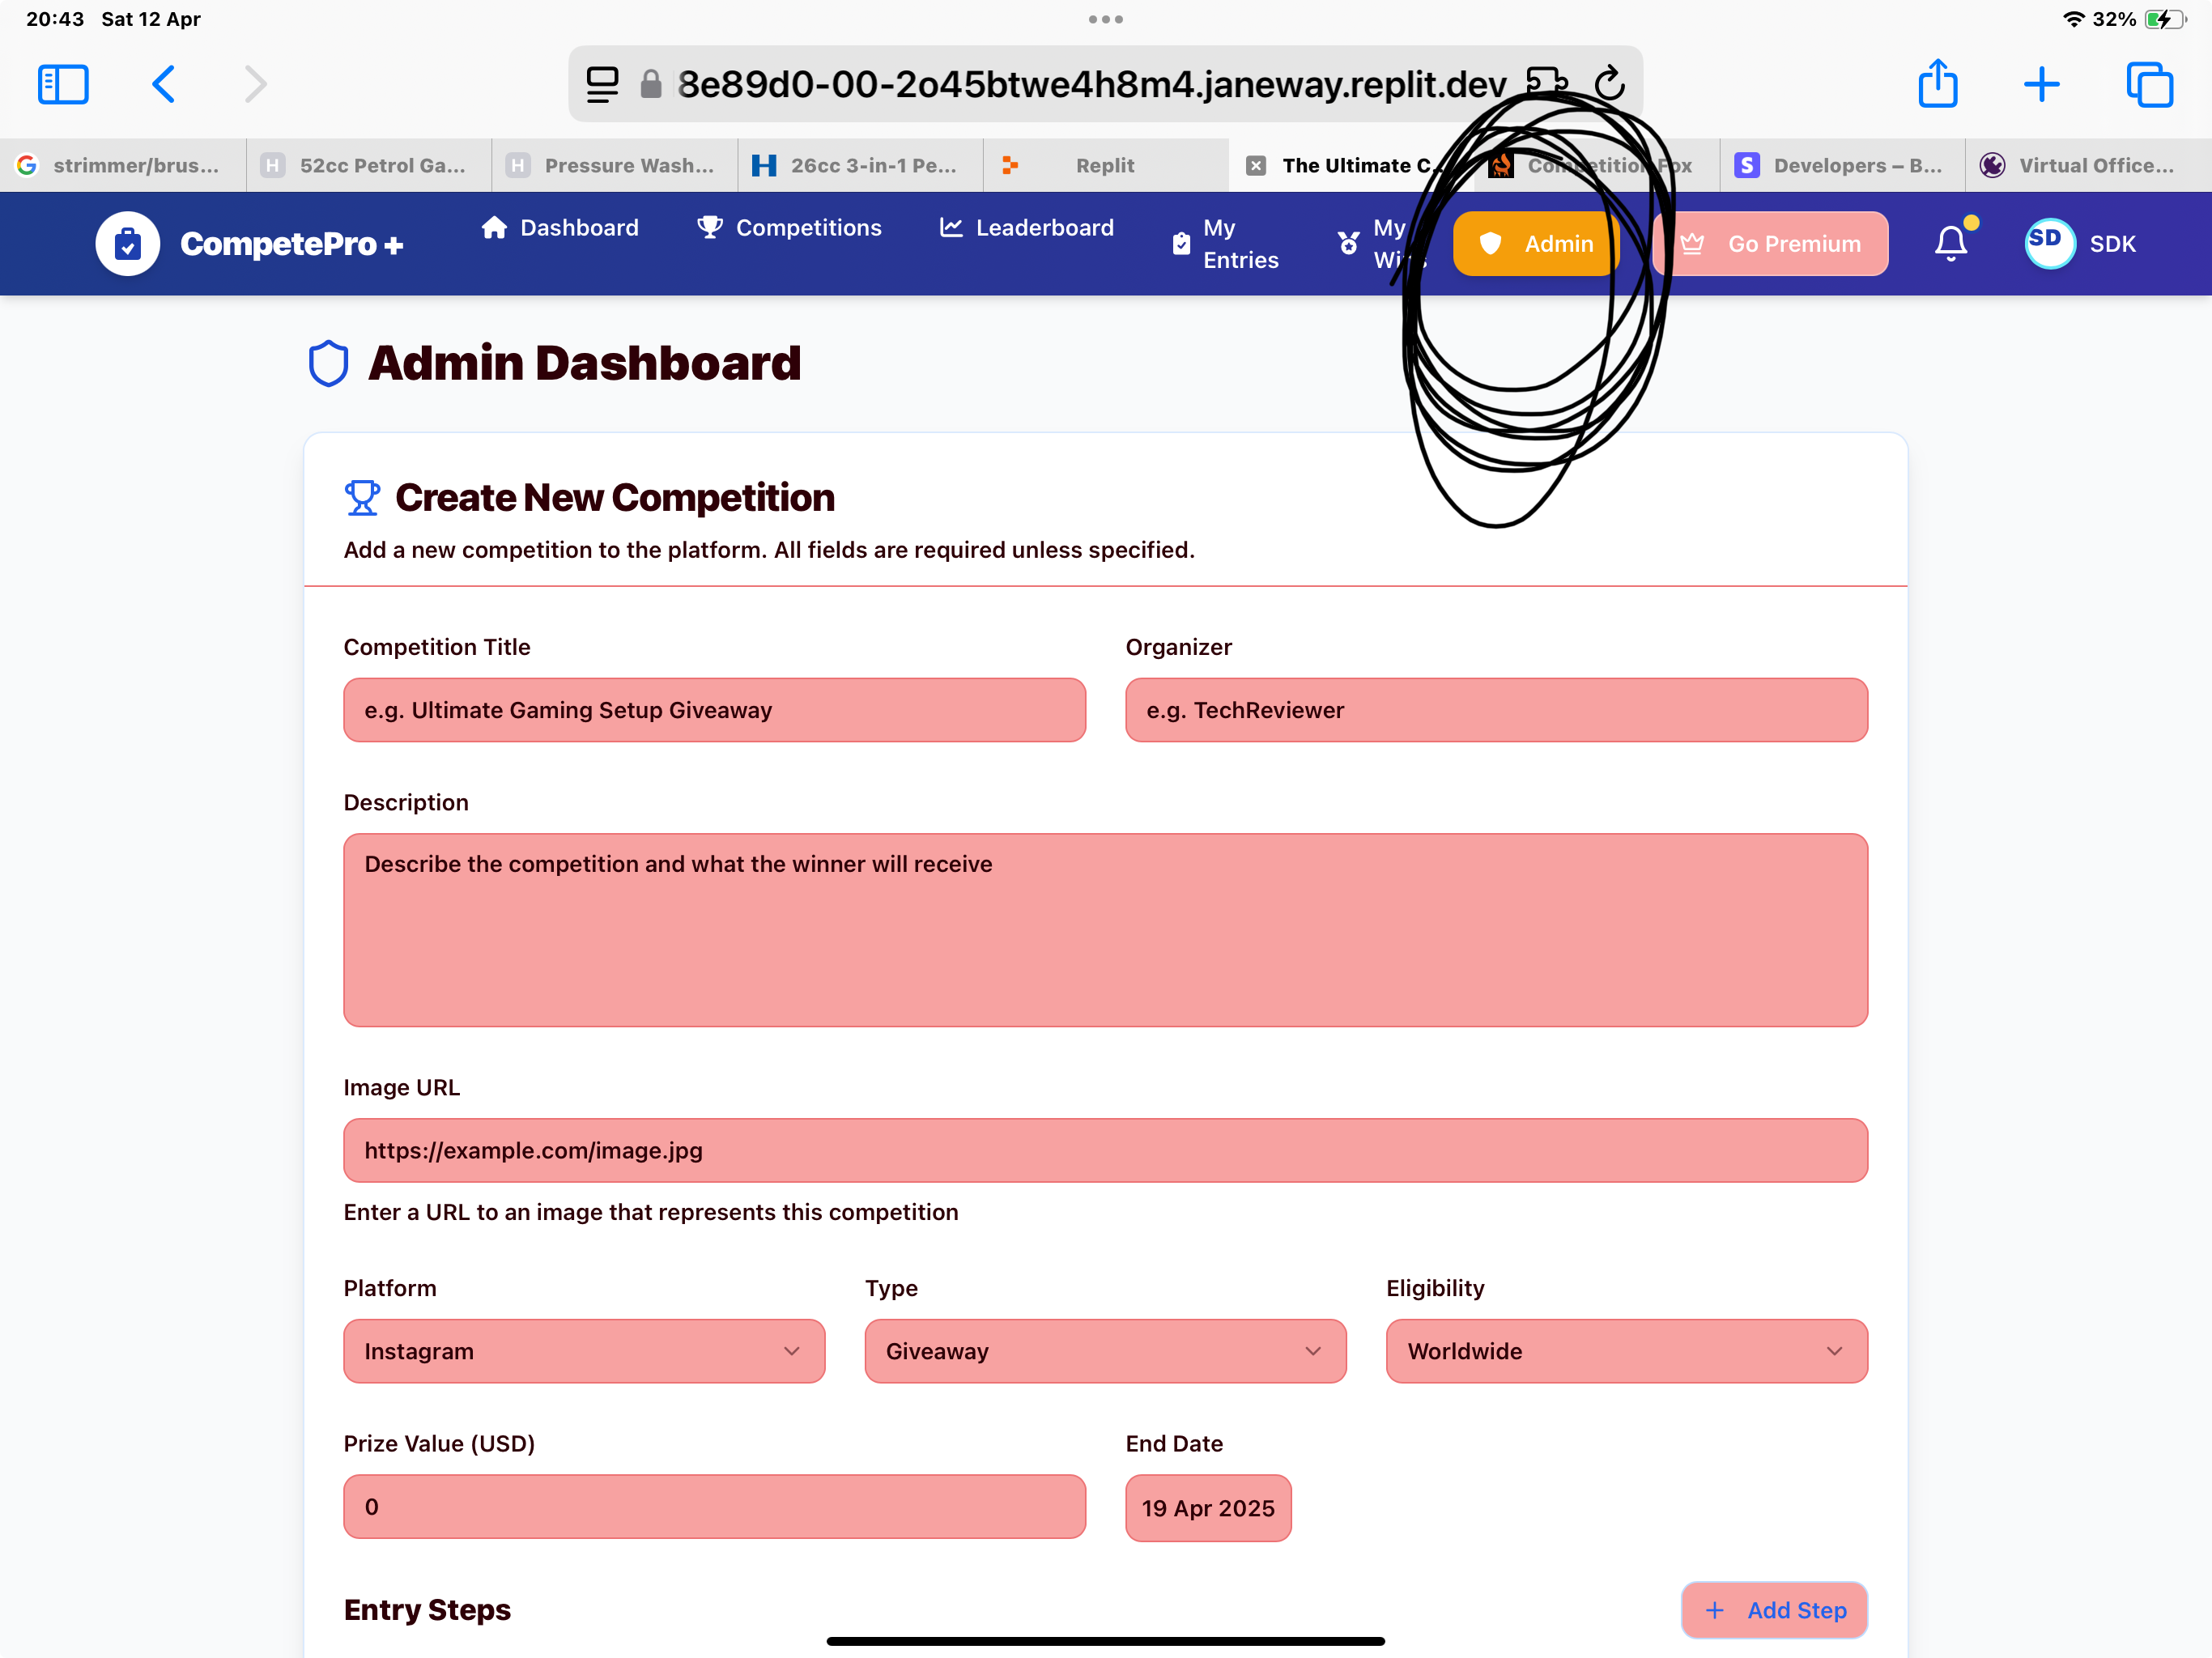 20:43 Sat 12 Apr
32%
8e89d0-00-2o45btwe4h8m4.janeway.replit.dev
strimmer/brus...
H 52cc Petrol Ga...
H Pressure Wash...
H 26cc 3-in-1 Pe...
Replit
The Ultimate C...
Competition Fox
S Developers – B...
Virtual Office...
CompetePro +
Dashboard
Competitions
Leaderboard
My Entries
My Wins
Admin
Go Premium
SD SDK
Admin Dashboard
Create New Competition
Add a new competition to the platform. All fields are required unless specified.
Competition Title
Organizer
e.g. Ultimate Gaming Setup Giveaway
e.g. TechReviewer
Description
Describe the competition and what the winner will receive
Image URL
https://example.com/image.jpg
Enter a URL to an image that represents this competition
Platform
Type
Eligibility
Instagram
Giveaway
Worldwide
Prize Value (USD)
End Date
0
19 Apr 2025
Entry Steps
+ Add Step